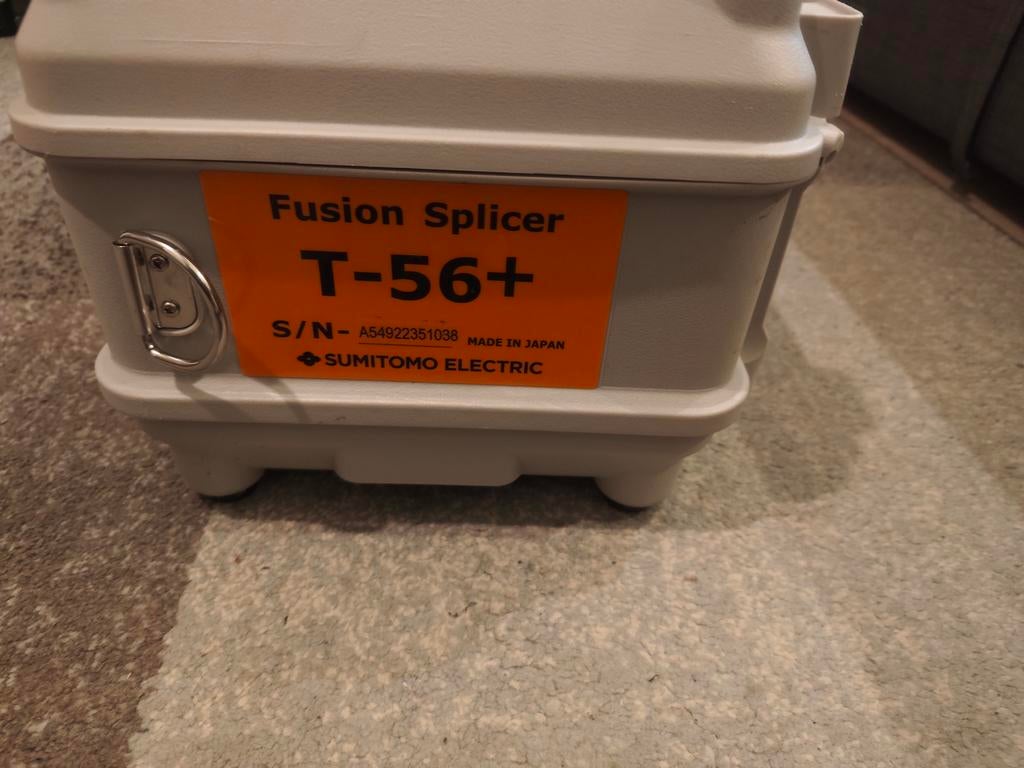 Fusion Splicer
T-56+
S/N- A54922351038 MADE IN JAPAN
SUMITOMO ELECTRIC